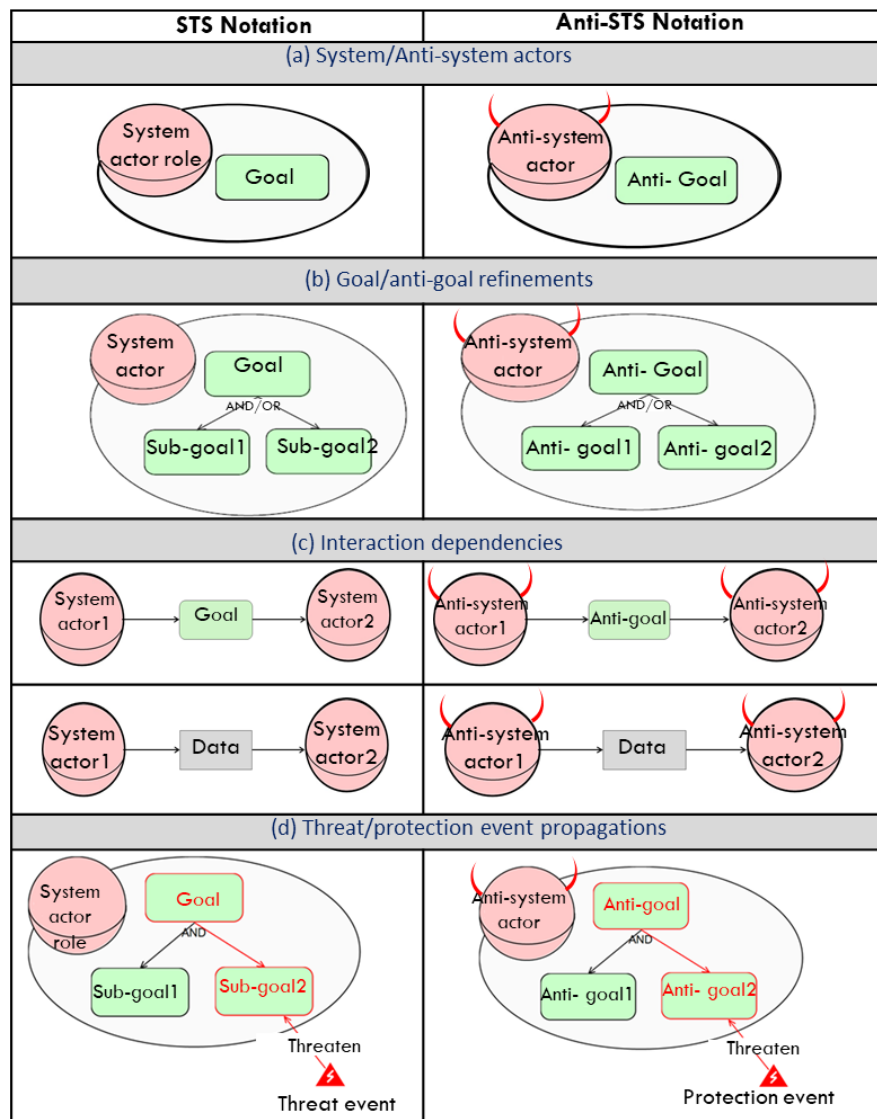 STS Notation
Anti-STS Notation
(a) System/Anti-system actors
System
actor role
Goal
Anti-system
actor
Anti- Goal
(b) Goal/anti-goal refinements
System
actor
Goal
AND/OR
Sub-goal1
Sub-goal2
Anti-system
actor
Anti- Goal
AND/OR
Anti- goal1
Anti- goal2
(c) Interaction dependencies
System
actor1
Goal
System
actor2
Anti-system
actor1
Anti-goal
Anti-system
actor2
System
actor1
Data
System
actor2
Anti-system
actor1
Data
Anti-system
actor2
(d) Threat/protection event propagations
System
actor
role
Goal
AND
Sub-goal1
Sub-goal2
Threaten
Threat event
Anti-system
actor
Anti-goal
AND
Anti- goal1
Anti- goal2
Threaten
Protection event